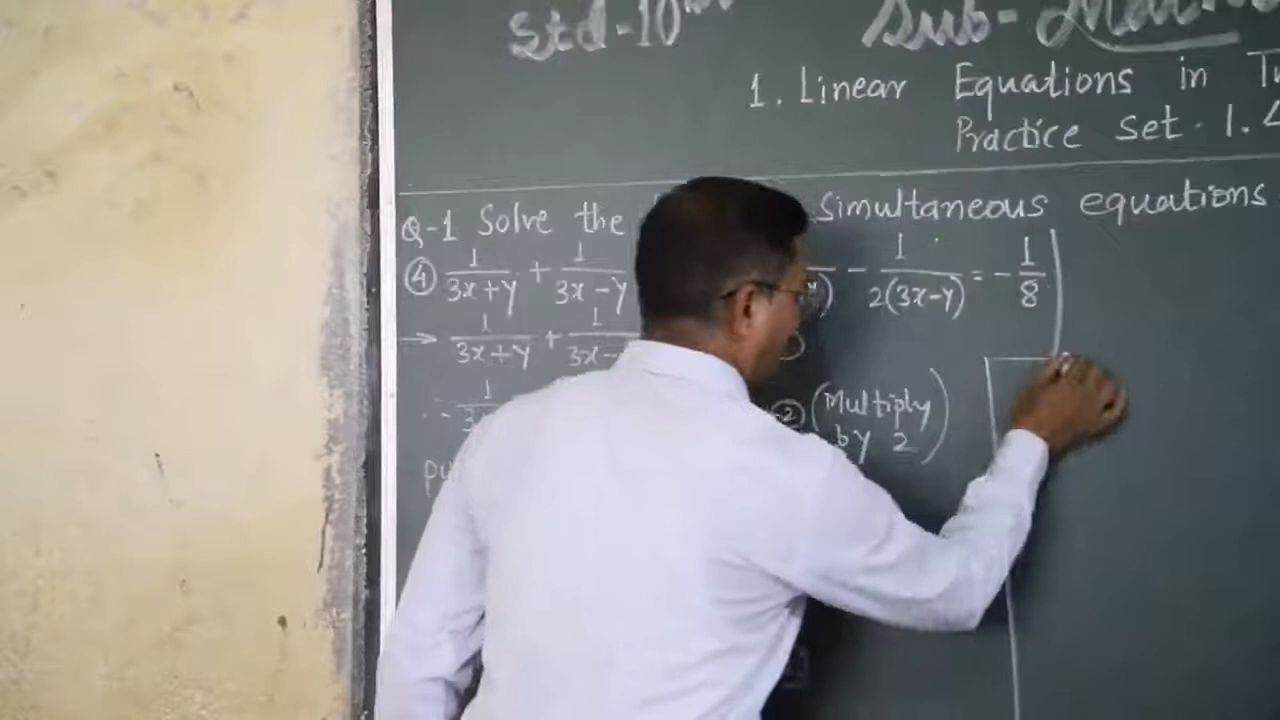 Std-10th Sub-
1. Linear Equations in
Practice Set. 1.4
Q-1 Solve the simultaneous equations
④ 1/(3x+y) + 1/(3x-y) - 1/(2(3x-y)) = -1/8
→ 1/(3x+y) + 1/(3x-
② (Multiply by 2)